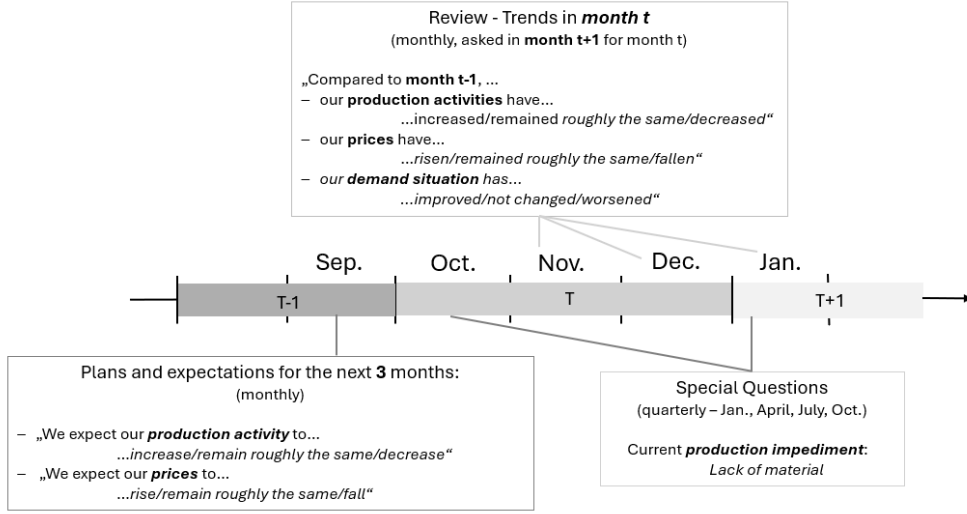 Review - Trends in month t
(monthly, asked in month t+1 for month t)
„Compared to month t-1, ...
– our production activities have...
...increased/remained roughly the same/decreased“
– our prices have...
...risen/remained roughly the same/fallen“
– our demand situation has...
...improved/not changed/worsened“
Sep. Oct. Nov. Dec. Jan.
T-1 T T+1
Plans and expectations for the next 3 months:
(monthly)
– „We expect our production activity to...
...increase/remain roughly the same/decrease“
– „We expect our prices to...
...rise/remain roughly the same/fall“
Special Questions
(quarterly – Jan., April, July, Oct.)
Current production impediment:
Lack of material